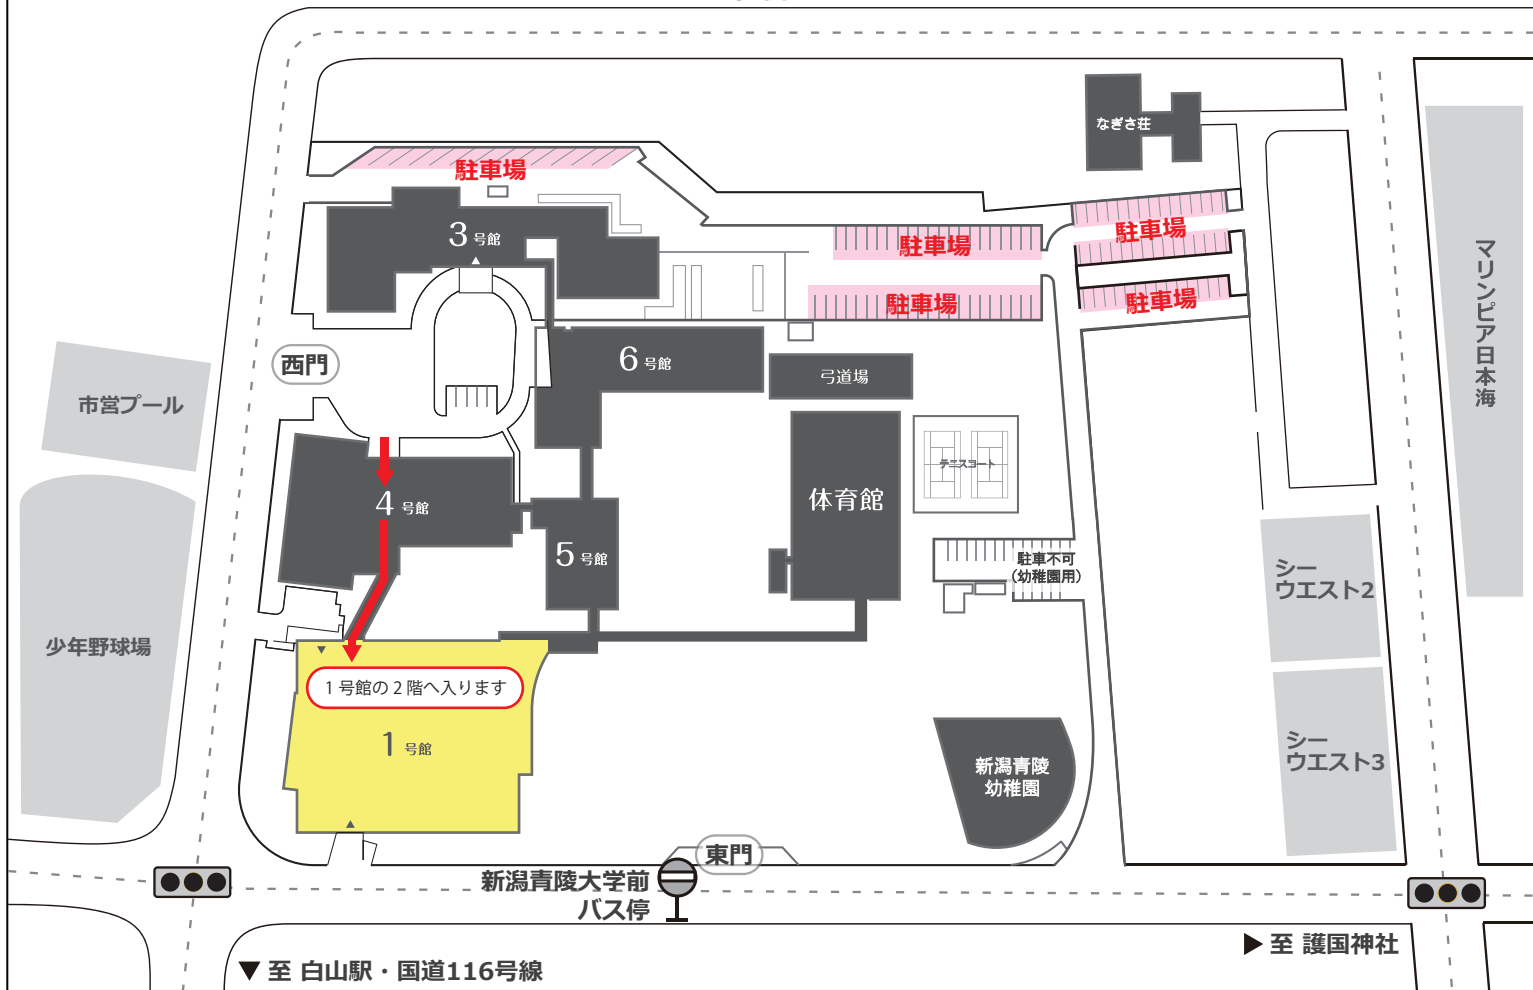 なぎさ荘
駐車場
駐車場
駐車場
3 号館
マリンピア日本海
駐車場
駐車場
西門
6 号館
弓道場
市営プール
テニスコート
4 号館
体育館
5 号館
駐車不可
（幼稚園用）
シー
ウエスト2
少年野球場
1 号館の 2 階へ入ります
1 号館
シー
ウエスト3
新潟青陵
幼稚園
東門
新潟青陵大学前
バス停
▶ 至 護国神社
▼ 至 白山駅・国道116号線